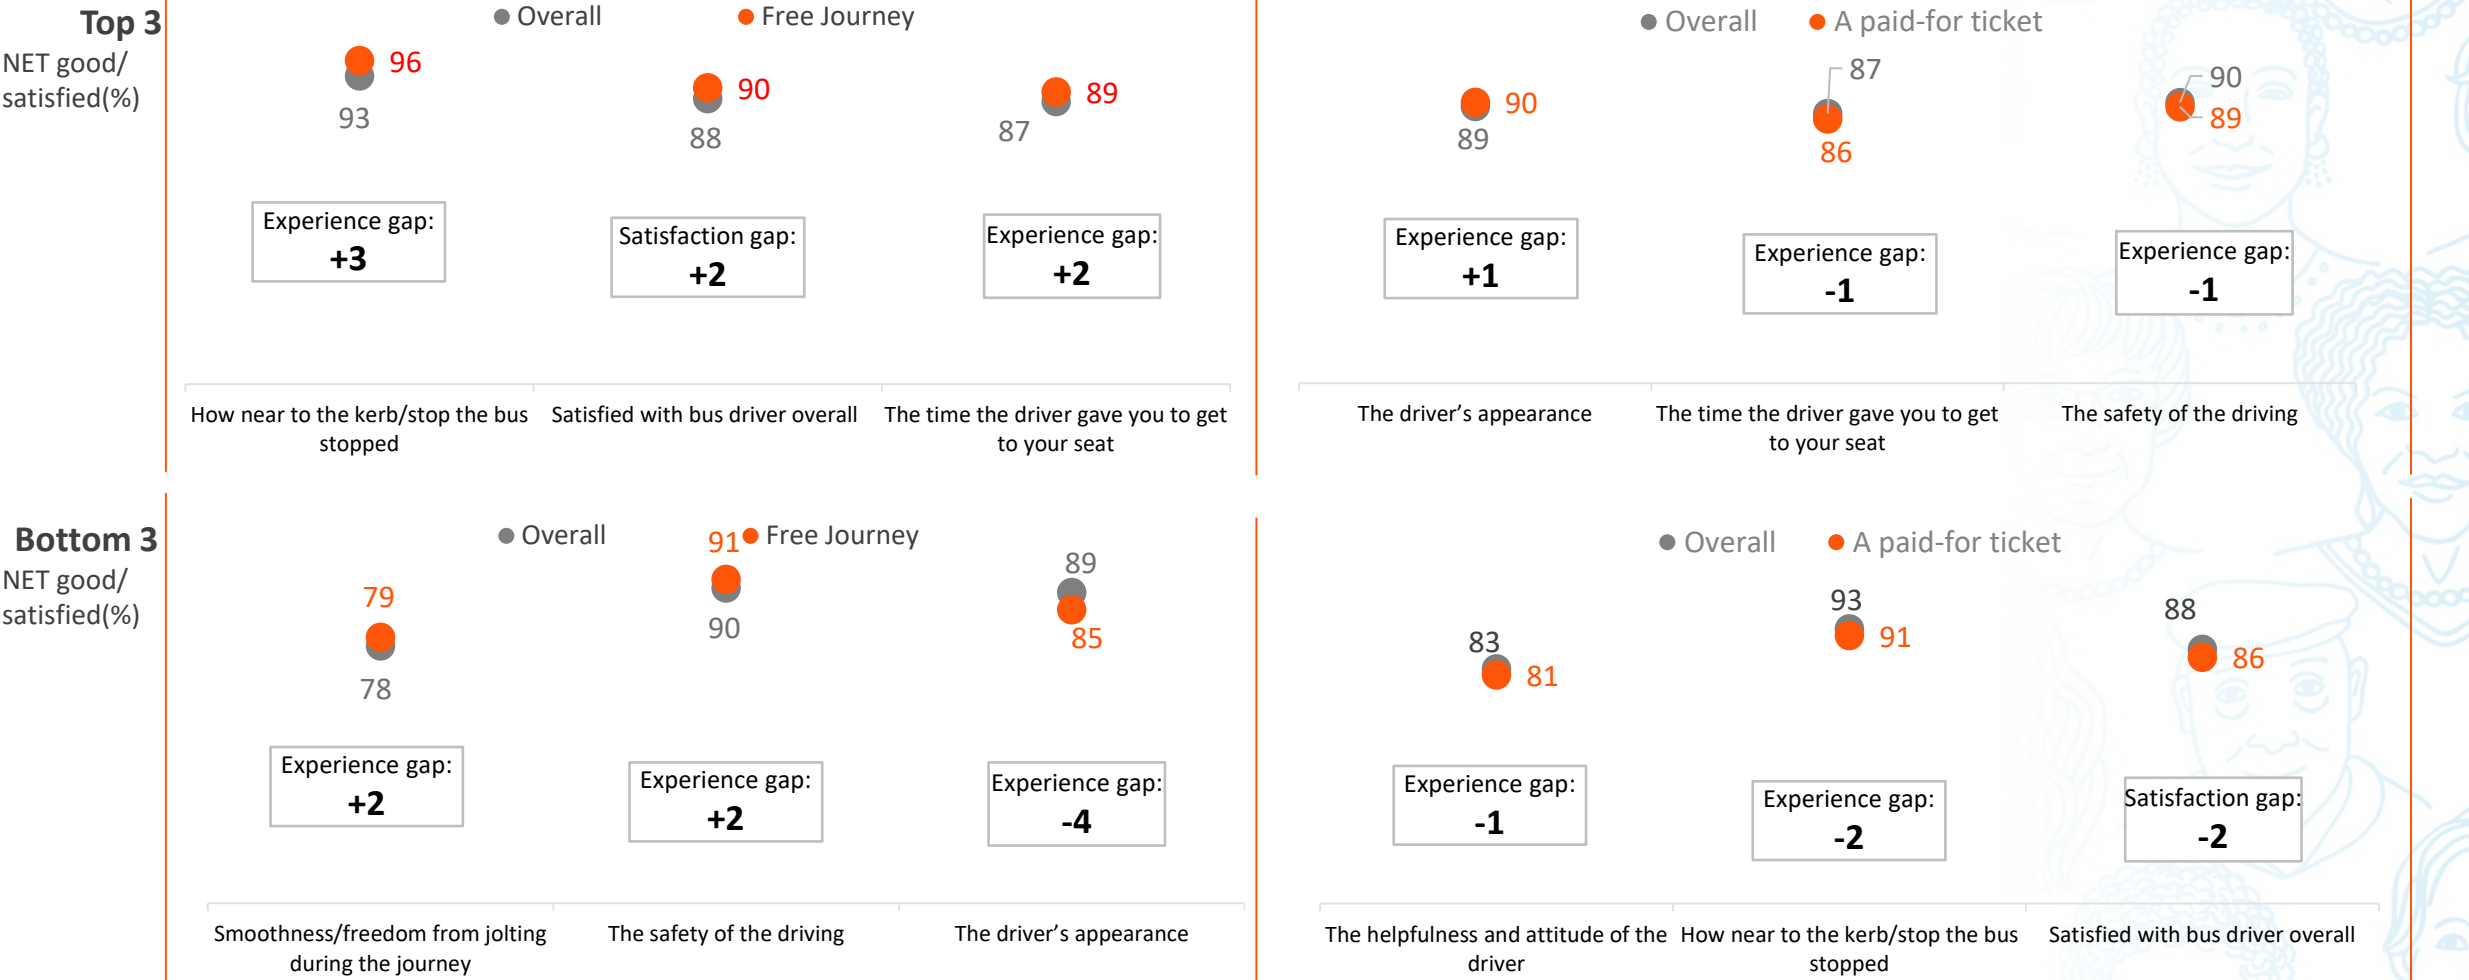 Top 3
NET good/
satisfied(%)
Overall
Free Journey
96
93
90
88
89
87
Experience gap:
+3
Satisfaction gap:
+2
Experience gap:
+2
How near to the kerb/stop the bus
stopped
Satisfied with bus driver overall
The time the driver gave you to get
to your seat
Overall
A paid-for ticket
90
89
87
86
90
89
Experience gap:
+1
Experience gap:
-1
Experience gap:
-1
The driver’s appearance
The time the driver gave you to get
to your seat
The safety of the driving
Bottom 3
NET good/
satisfied(%)
Overall
Free Journey
79
78
91
90
89
85
Experience gap:
+2
Experience gap:
+2
Experience gap:
-4
Smoothness/freedom from jolting
during the journey
The safety of the driving
The driver’s appearance
Overall
A paid-for ticket
83
81
93
91
88
86
Experience gap:
-1
Experience gap:
-2
Satisfaction gap:
-2
The helpfulness and attitude of the
driver
How near to the kerb/stop the bus
stopped
Satisfied with bus driver overall